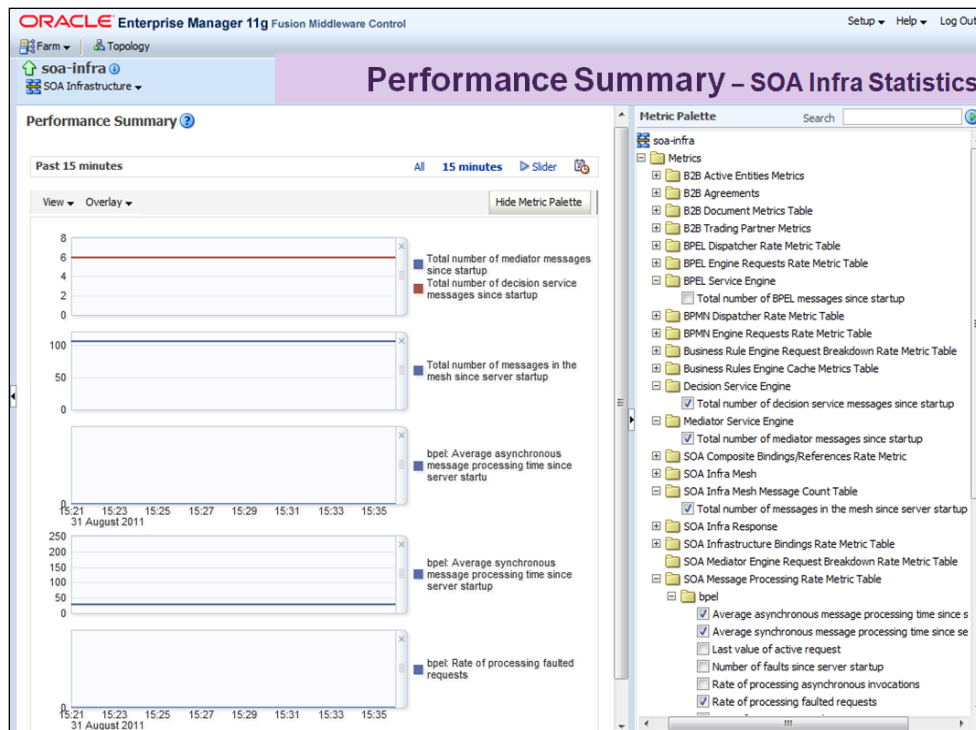 ORACLE Enterprise Manager 11g Fusion Middleware Control
Setup Help Log Out
Farm Topology
soa-infra
SOA Infrastructure
Performance Summary – SOA Infra Statistics
Performance Summary
Past 15 minutes All 15 minutes Slider
View Overlay Hide Metric Palette
8
6
4
2
0
Total number of mediator messages
since startup
Total number of decision service
messages since startup
100
50
0
Total number of messages in the
mesh since server startup
bpel: Average asynchronous
message processing time since
server startu
0
15:21 15:23 15:25 15:27 15:29 15:31 15:33 15:35
31 August 2011
250
200
150
100
50
0
bpel: Average synchronous
message processing time since
server startup
bpel: Rate of processing faulted
requests
0
15:21 15:23 15:25 15:27 15:29 15:31 15:33 15:35
31 August 2011
Metric Palette Search
soa-infra
Metrics
B2B Active Entities Metrics
B2B Agreements
B2B Document Metrics Table
B2B Trading Partner Metrics
BPEL Dispatcher Rate Metric Table
BPEL Engine Requests Rate Metric Table
BPEL Service Engine
Total number of BPEL messages since startup
BPMN Dispatcher Rate Metric Table
BPMN Engine Requests Rate Metric Table
Business Rule Engine Request Breakdown Rate Metric Table
Business Rules Engine Cache Metrics Table
Decision Service Engine
Total number of decision service messages since startup
Mediator Service Engine
Total number of mediator messages since startup
SOA Composite Bindings/References Rate Metric
SOA Infra Mesh
SOA Infra Mesh Message Count Table
Total number of messages in the mesh since server startup
SOA Infra Response
SOA Infrastructure Bindings Rate Metric Table
SOA Mediator Engine Request Breakdown Rate Metric Table
SOA Message Processing Rate Metric Table
bpel
Average asynchronous message processing time since s
Average synchronous message processing time since se
Last value of active request
Number of faults since server startup
Rate of processing asynchronous invocations
Rate of processing faulted requests